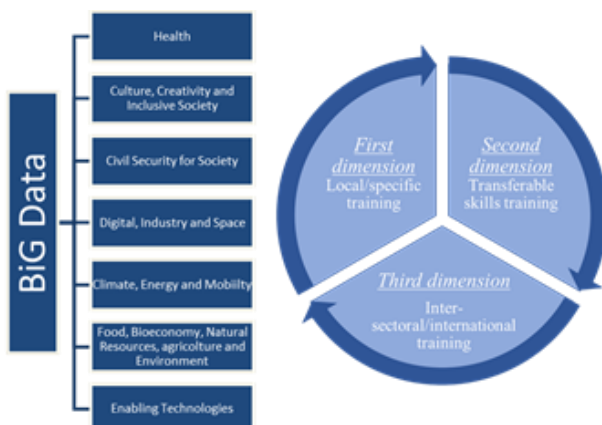 BiG Data
Health
Culture, Creativity and
Inclusive Society
Civil Security for Society
Digital, Industry and Space
Climate, Energy and Mobiilty
Food, Bioeconomy, Natural
Resources, agricolture and
Environment
Enabling Technologies
First
dimension
Local/specific
training
Second
dimension
Transferable
skills training
Third dimension
Inter-
sectoral/international
training